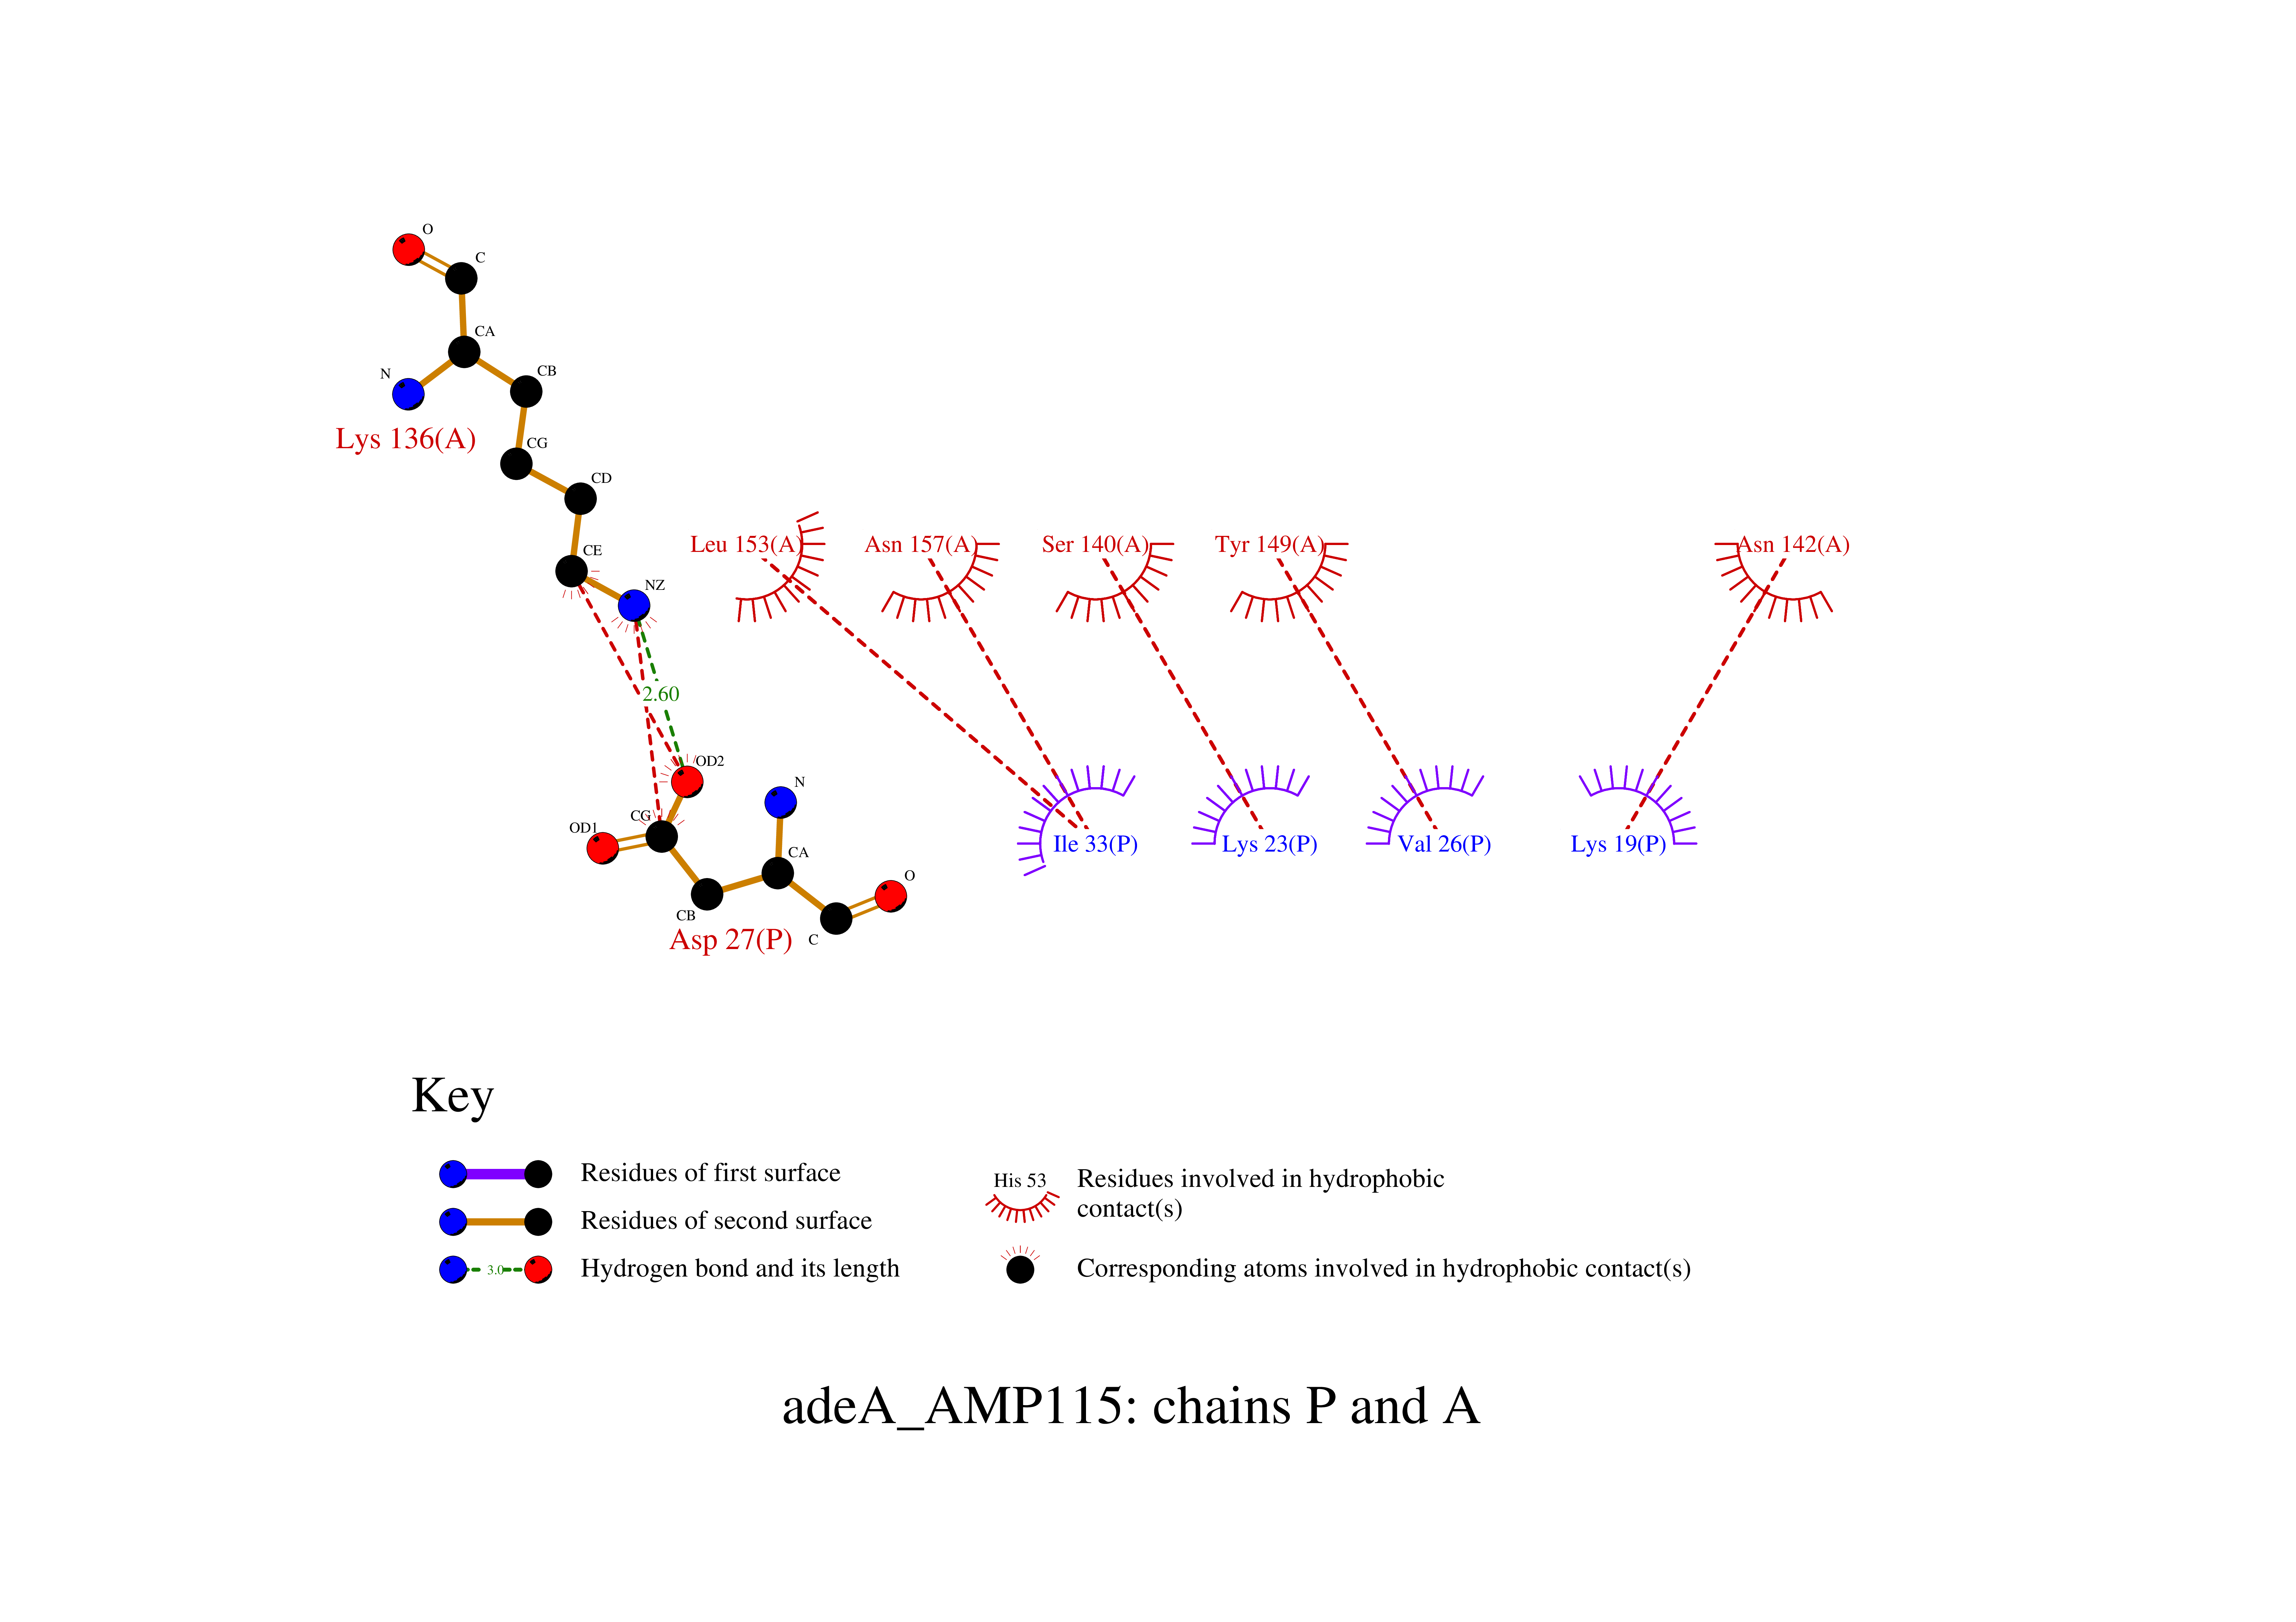 O
C
CA
CB
N
Lys 136(A)
CG
CD
CE
NZ
Leu 153(A)
Asn 157(A)
Ser 140(A)
Tyr 149(A)
Asn 142(A)
2.60
OD2
N
CG
OD1
CA
O
CB
C
Asp 27(P)
Ile 33(P)
Lys 23(P)
Val 26(P)
Lys 19(P)
Key
Residues of first surface
Residues of second surface
3.0
Hydrogen bond and its length
His 53
Residues involved in hydrophobic
contact(s)
Corresponding atoms involved in hydrophobic contact(s)
adeA_AMP115: chains P and A